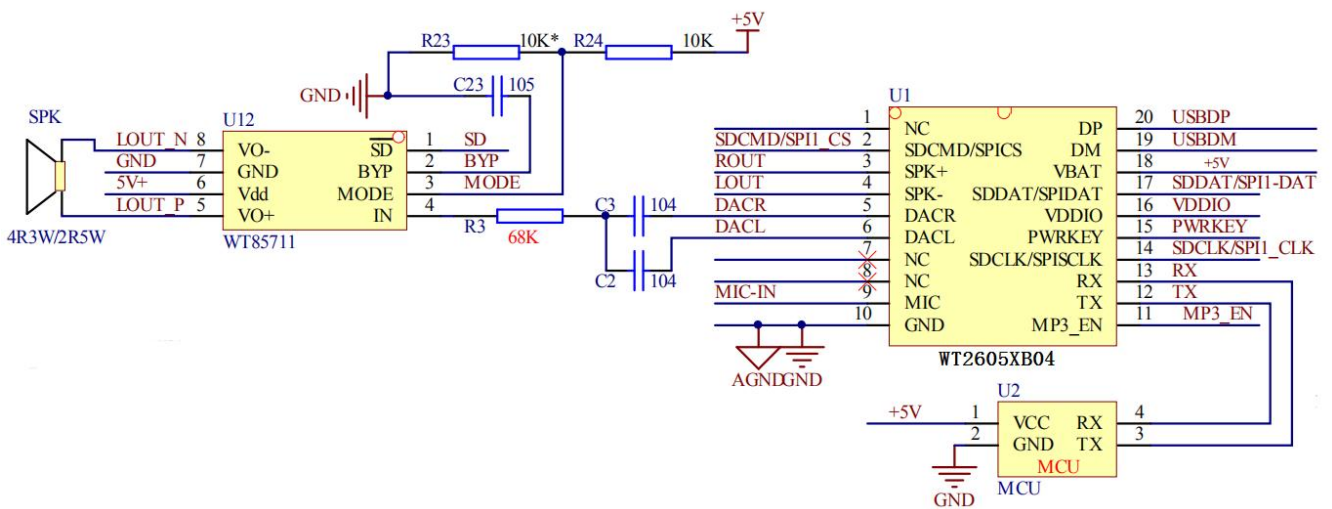 +5V
R23 10K* R24 10K
C23 105
GND
SPK
U12
LOUT_N 8 VO- SD 1 SD
GND 7 GND BYP 2 BYP
5V+ 6 Vdd MODE 3 MODE
LOUT_P 5 VO+ IN 4
4R3W/2R5W
WT85711
R3 68K
C3 104
C2 104
U1
1 NC DP 20 USBDP
SDCMD/SPI1_CS 2 SDCMD/SPICS DM 19 USBDM
ROUT 3 SPK+ VBAT 18 +5V
LOUT 4 SPK- SDDAT/SPIDAT 17 SDDAT/SPI1-DAT
DACR 5 DACR VDDIO 16 VDDIO
DACL 6 DACL PWRKEY 15 PWRKEY
7 NC SDCLK/SPISCLK 14 SDCLK/SPI1_CLK
8 NC RX 13 RX
MIC-IN 9 MIC TX 12 TX
10 GND MP3_EN 11 MP3_EN
WT2605XB04
AGND GND
U2
+5V 1 VCC RX 4
2 GND TX 3
MCU
MCU
GND